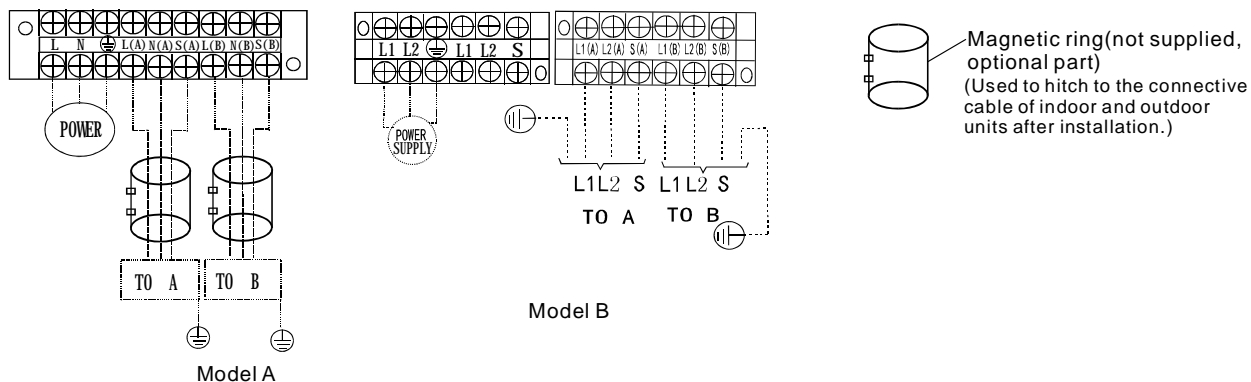 L N L(A) N(A) S(A) L(B) N(B) S(B)
POWER
TO A
TO B
Model A
L1 L2 L1 L2 S
L1(A) L2(A) S(A) L1(B) L2(B) S(B)
POWER
SUPPLY
L1 L2 S L1 L2 S
TO A TO B
Model B
Magnetic ring(not supplied,
optional part)
(Used to hitch to the connective
cable of indoor and outdoor
units after installation.)